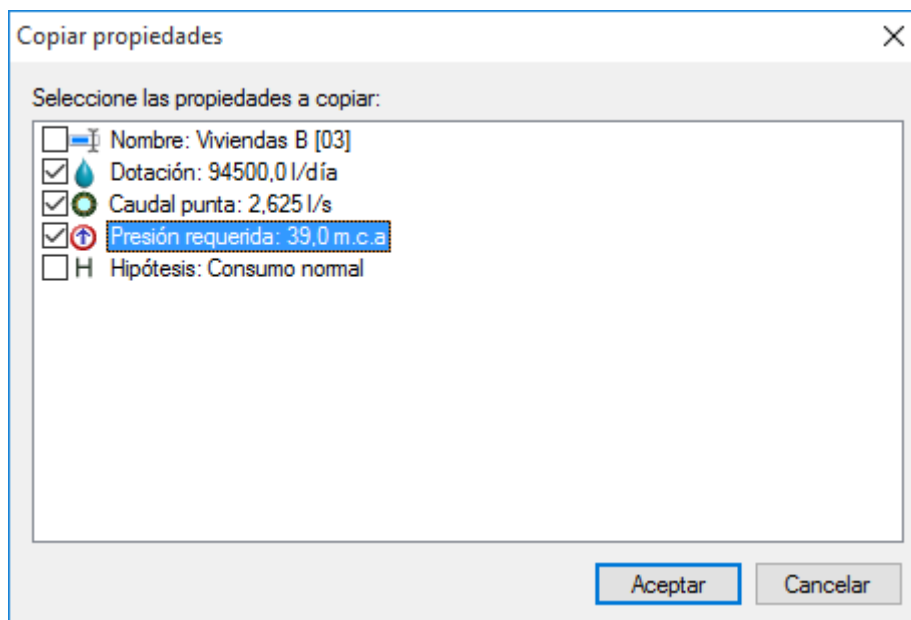 Copiar propiedades
Seleccione las propiedades a copiar:
Nombre: Viviendas B [03]
Dotación: 94500,0 l/día
Caudal punta: 2,625 l/s
Presión requerida: 39,0 m.c.a
H Hipótesis: Consumo normal
Aceptar Cancelar